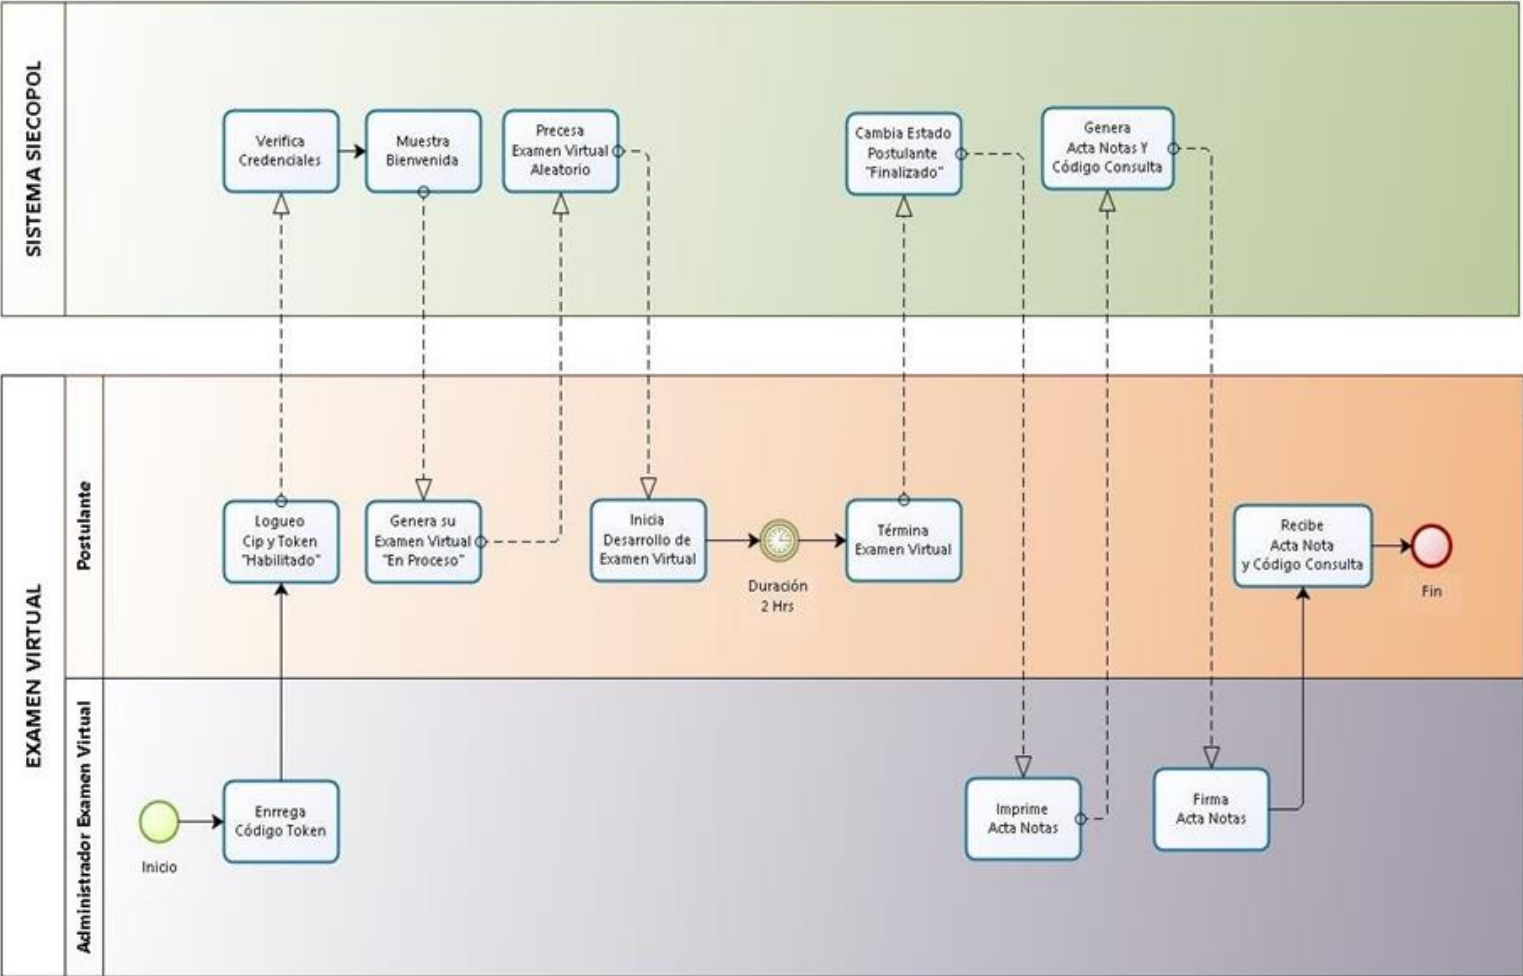 SISTEMA SIECOPOL
Verifica
Credenciales
Muestra
Bienvenida
Precesa
Examen Virtual
Aleatorio
Cambia Estado
Postulante
"Finalizado"
Genera
Acta Notas Y
Código Consulta
EXAMEN VIRTUAL
Postulante
Logueo
Cip y Token
"Habilitado"
Genera su
Examen Virtual
"En Proceso"
Inicia
Desarrollo de
Examen Virtual
Duración
2 Hrs
Términa
Examen Virtual
Recibe
Acta Nota
y Código Consulta
Fin
Administrador Examen Virtual
Inicio
Enrrega
Código Token
Imprime
Acta Notas
Firma
Acta Notas